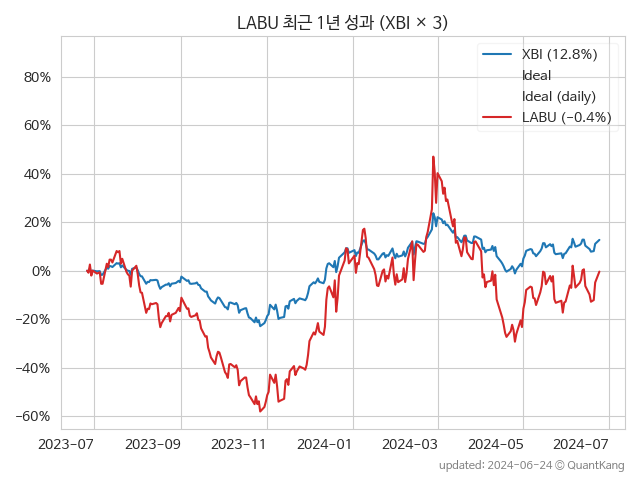 LABU 최근 1년 성과 (XBI × 3)
XBI (12.8%)
Ideal
Ideal (daily)
LABU (−0.4%)
80%
60%
40%
20%
0%
−20%
−40%
−60%
2023-07 2023-09 2023-11 2024-01 2024-03 2024-05 2024-07
updated: 2024-06-24 © QuantKang